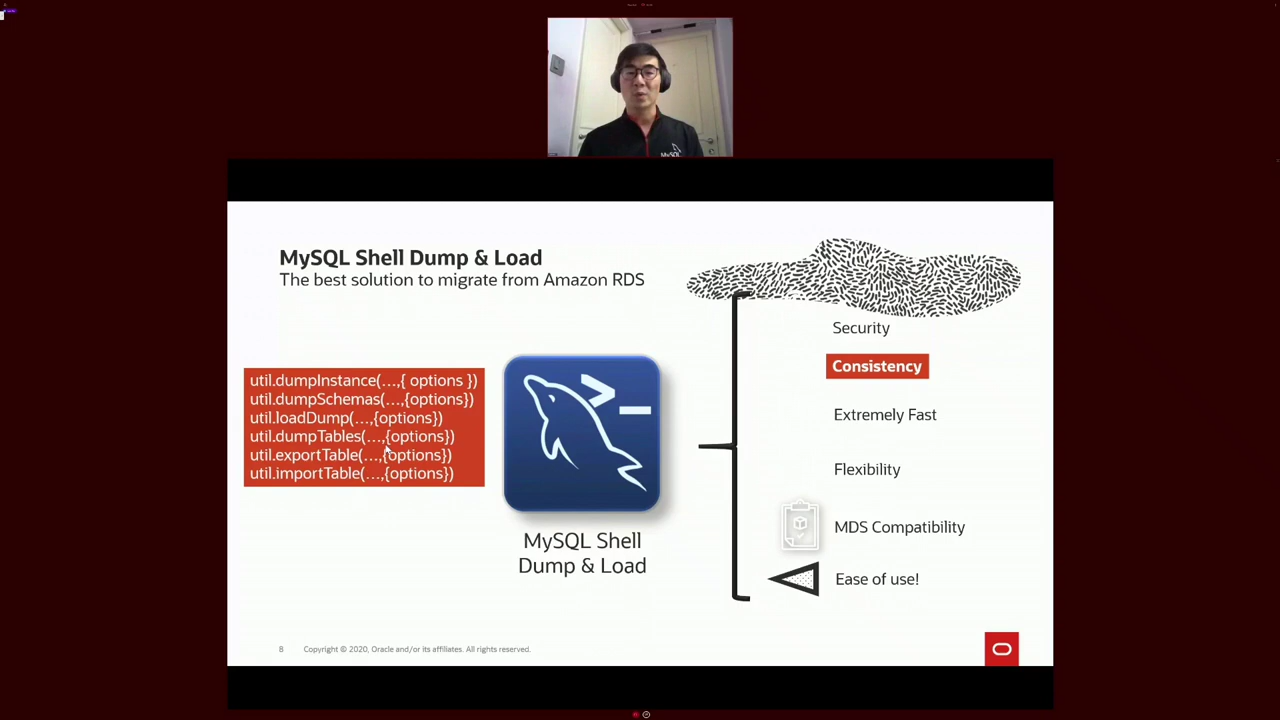 MySQL
MySQL Shell Dump & Load
The best solution to migrate from Amazon RDS
util.dumpInstance(...,{ options })
util.dumpSchemas(...,{options})
util.loadDump(...,{options})
util.dumpTables(...,{options})
util.exportTable(...,{options})
util.importTable(...,{options})
MySQL Shell
Dump & Load
Security
Consistency
Extremely Fast
Flexibility
MDS Compatibility
Ease of use!
8 Copyright © 2020, Oracle and/or its affiliates. All rights reserved.